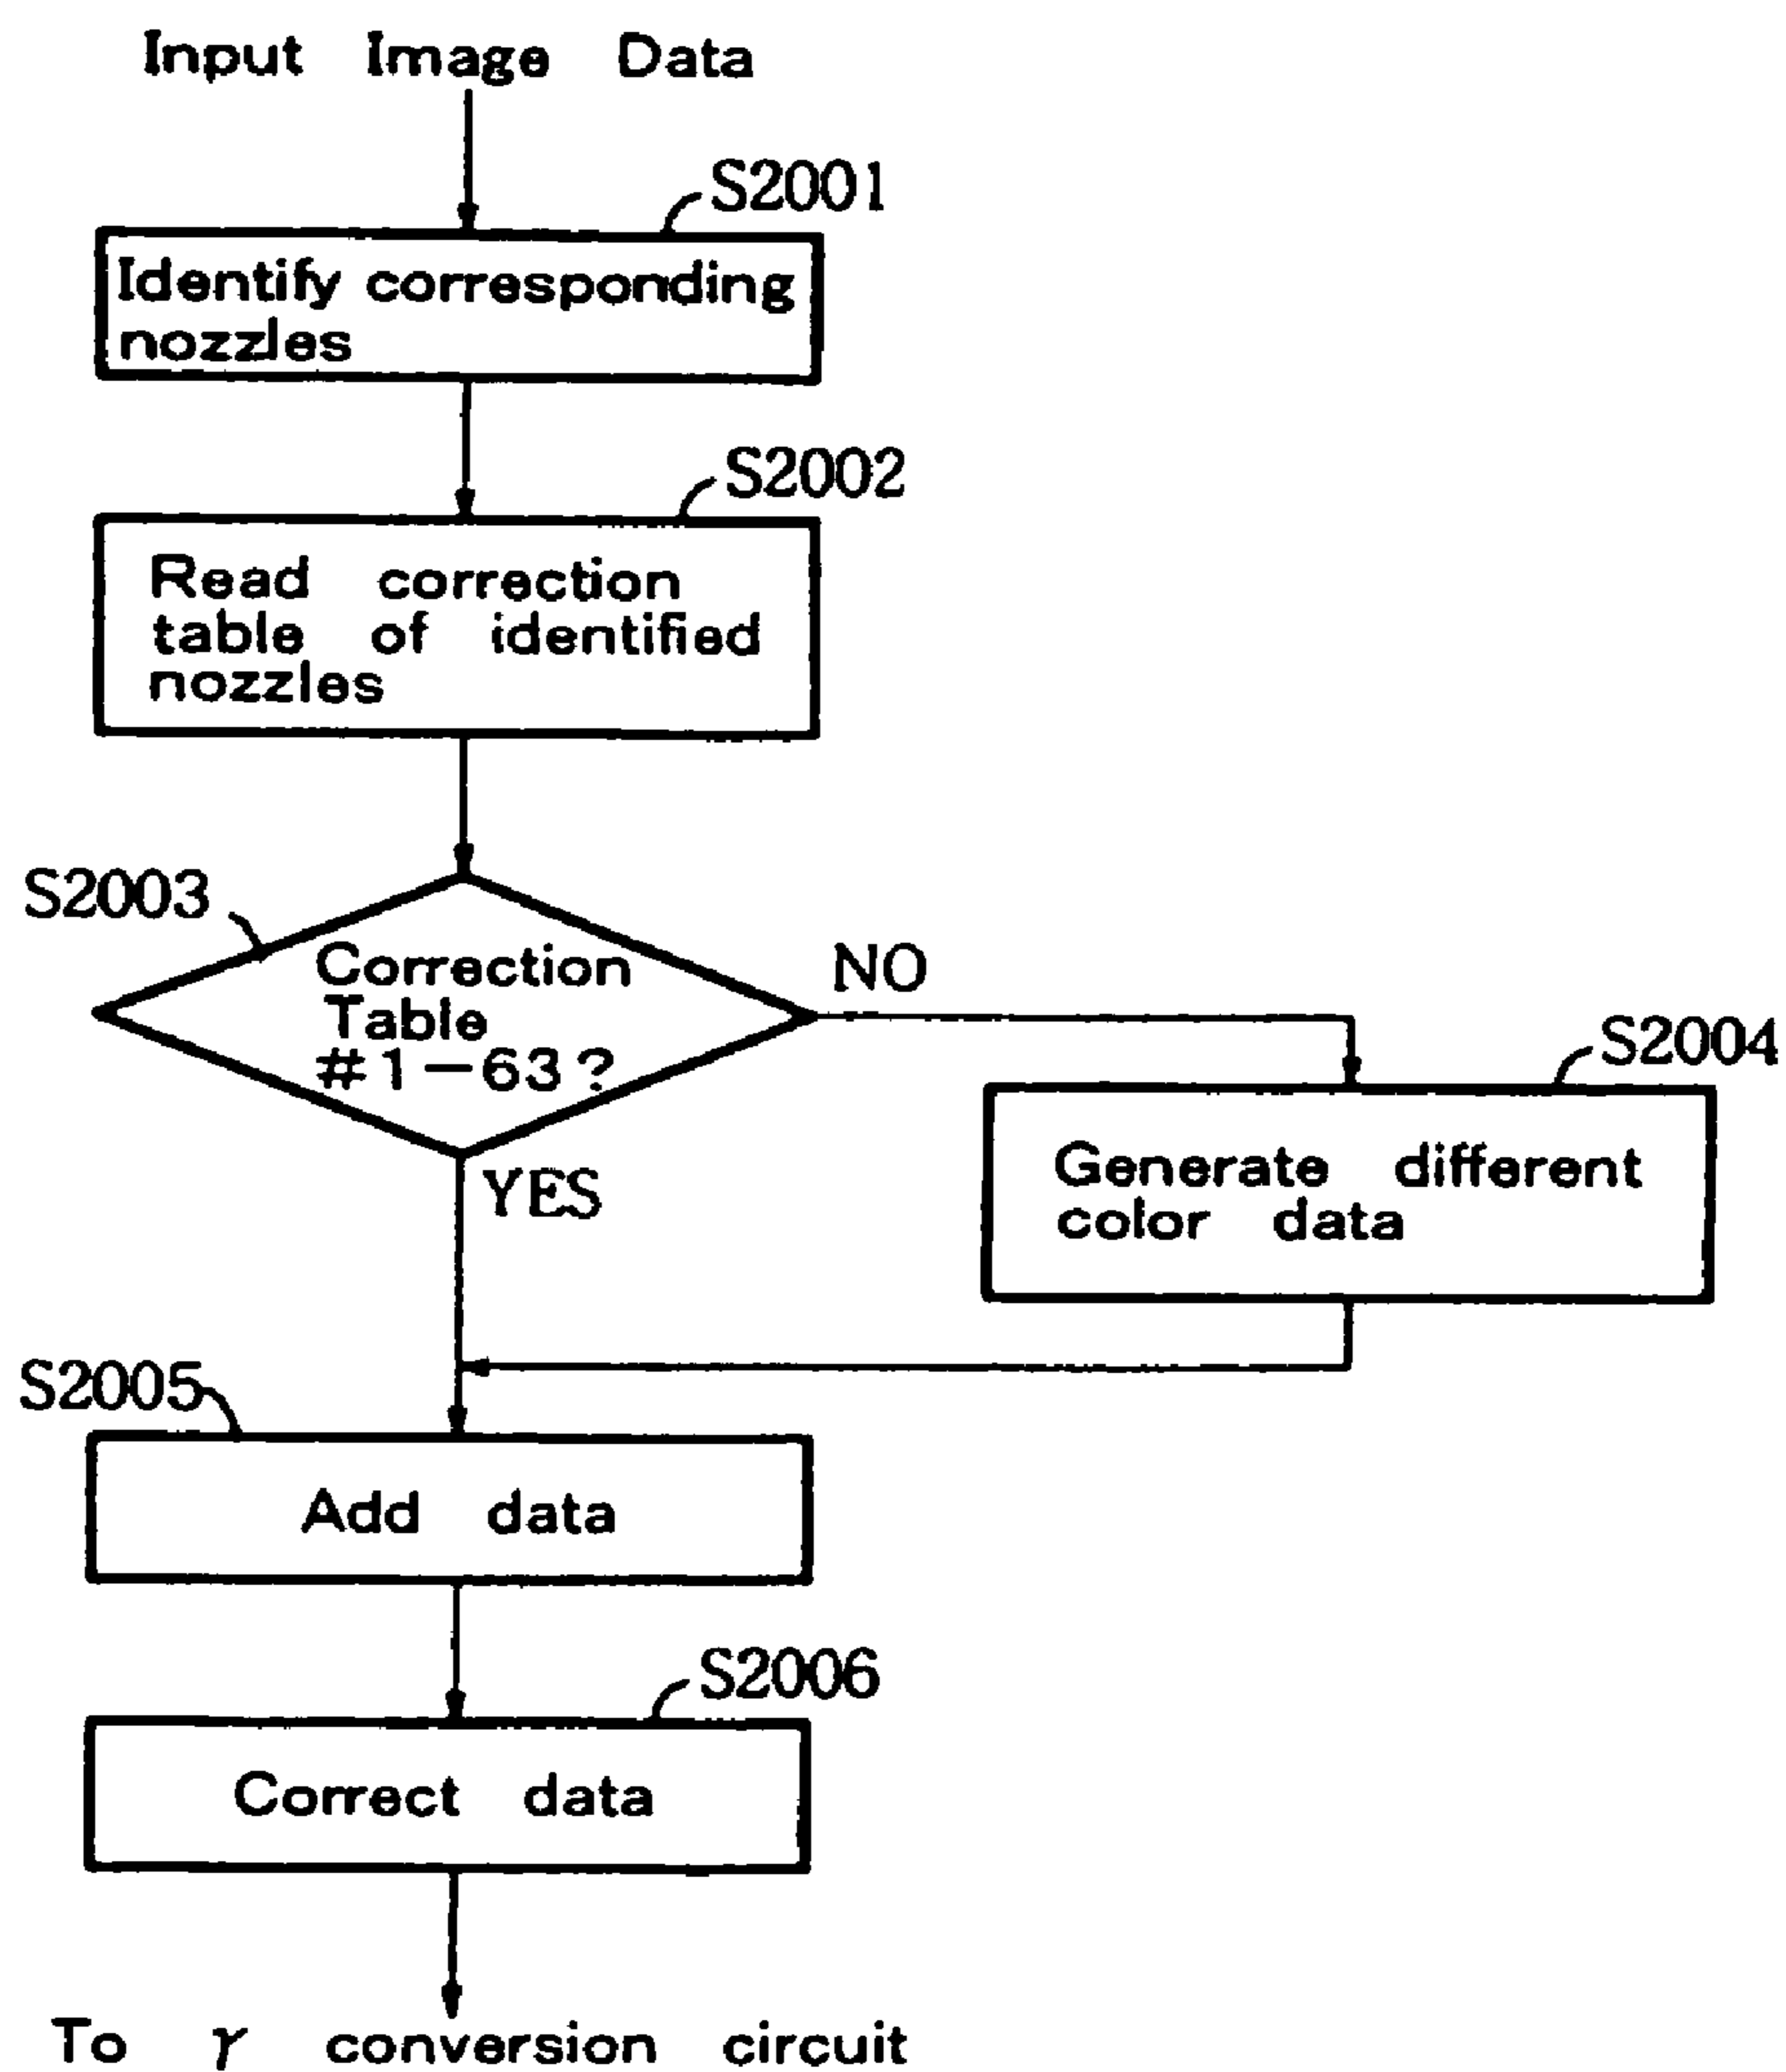 Input Image Data
S2001
Identify corresponding
nozzles
S2002
Read correction
table of identified
nozzles
S2003
Correction
Table
#1-63?
NO
S2004
Generate different
color data
YES
S2005
Add data
S2006
Correct data
To γ conversion circuit